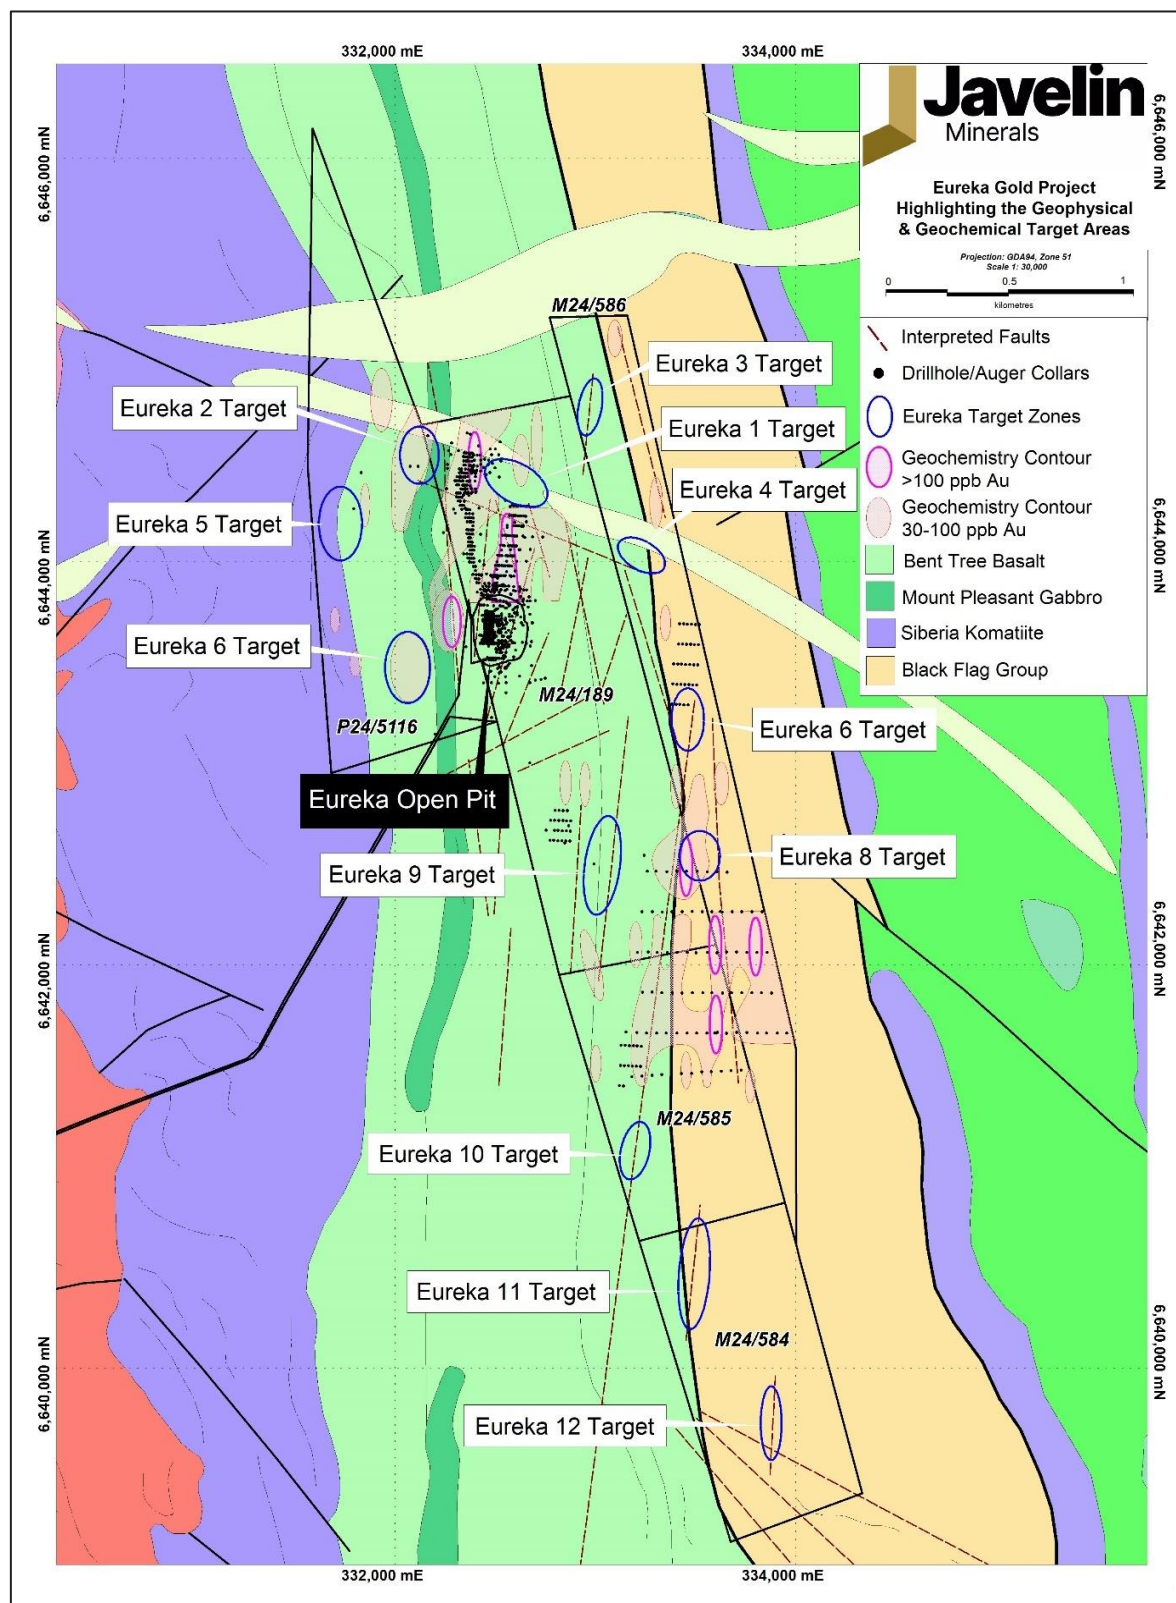 332,000 mE
334,000 mE
Javelin
Minerals
Eureka Gold Project
Highlighting the Geophysical
& Geochemical Target Areas
Projection: GDA94, Zone 51
Scale 1: 30,000
0 0.5 1
kilometres
Interpreted Faults
Drillhole/Auger Collars
Eureka Target Zones
Geochemistry Contour
>100 ppb Au
Geochemistry Contour
30-100 ppb Au
Bent Tree Basalt
Mount Pleasant Gabbro
Siberia Komatiite
Black Flag Group
6,646,000 mN
6,646,000 mN
M24/586
Eureka 3 Target
Eureka 2 Target
Eureka 1 Target
Eureka 4 Target
Eureka 5 Target
6,644,000 mN
6,644,000 mN
Eureka 6 Target
M24/189
P24/5116
Eureka 6 Target
Eureka Open Pit
Eureka 8 Target
Eureka 9 Target
6,642,000 mN
6,642,000 mN
M24/585
Eureka 10 Target
Eureka 11 Target
M24/584
6,640,000 mN
6,640,000 mN
Eureka 12 Target
332,000 mE
334,000 mE